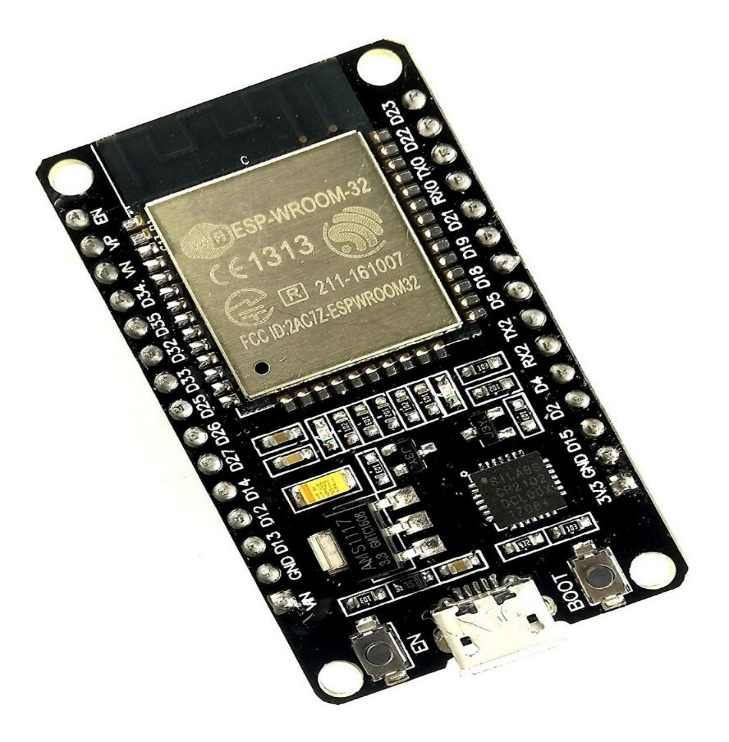 C
ESP-WROOM-32
CE1313
R 211-161007
FCC ID:2AC7Z-ESPWROOM32
EN
VP
VN
D34
D35
D32
D33
D25
D26
D27
D14
D12
D13
GND
VIN
D23
D22
TX0
RX0
D21
D19
D18
D5
TX2
RX2
D4
D2
D15
GND
3V3
SILABS
CP2102
AMS1117
3.3
EN
BOOT